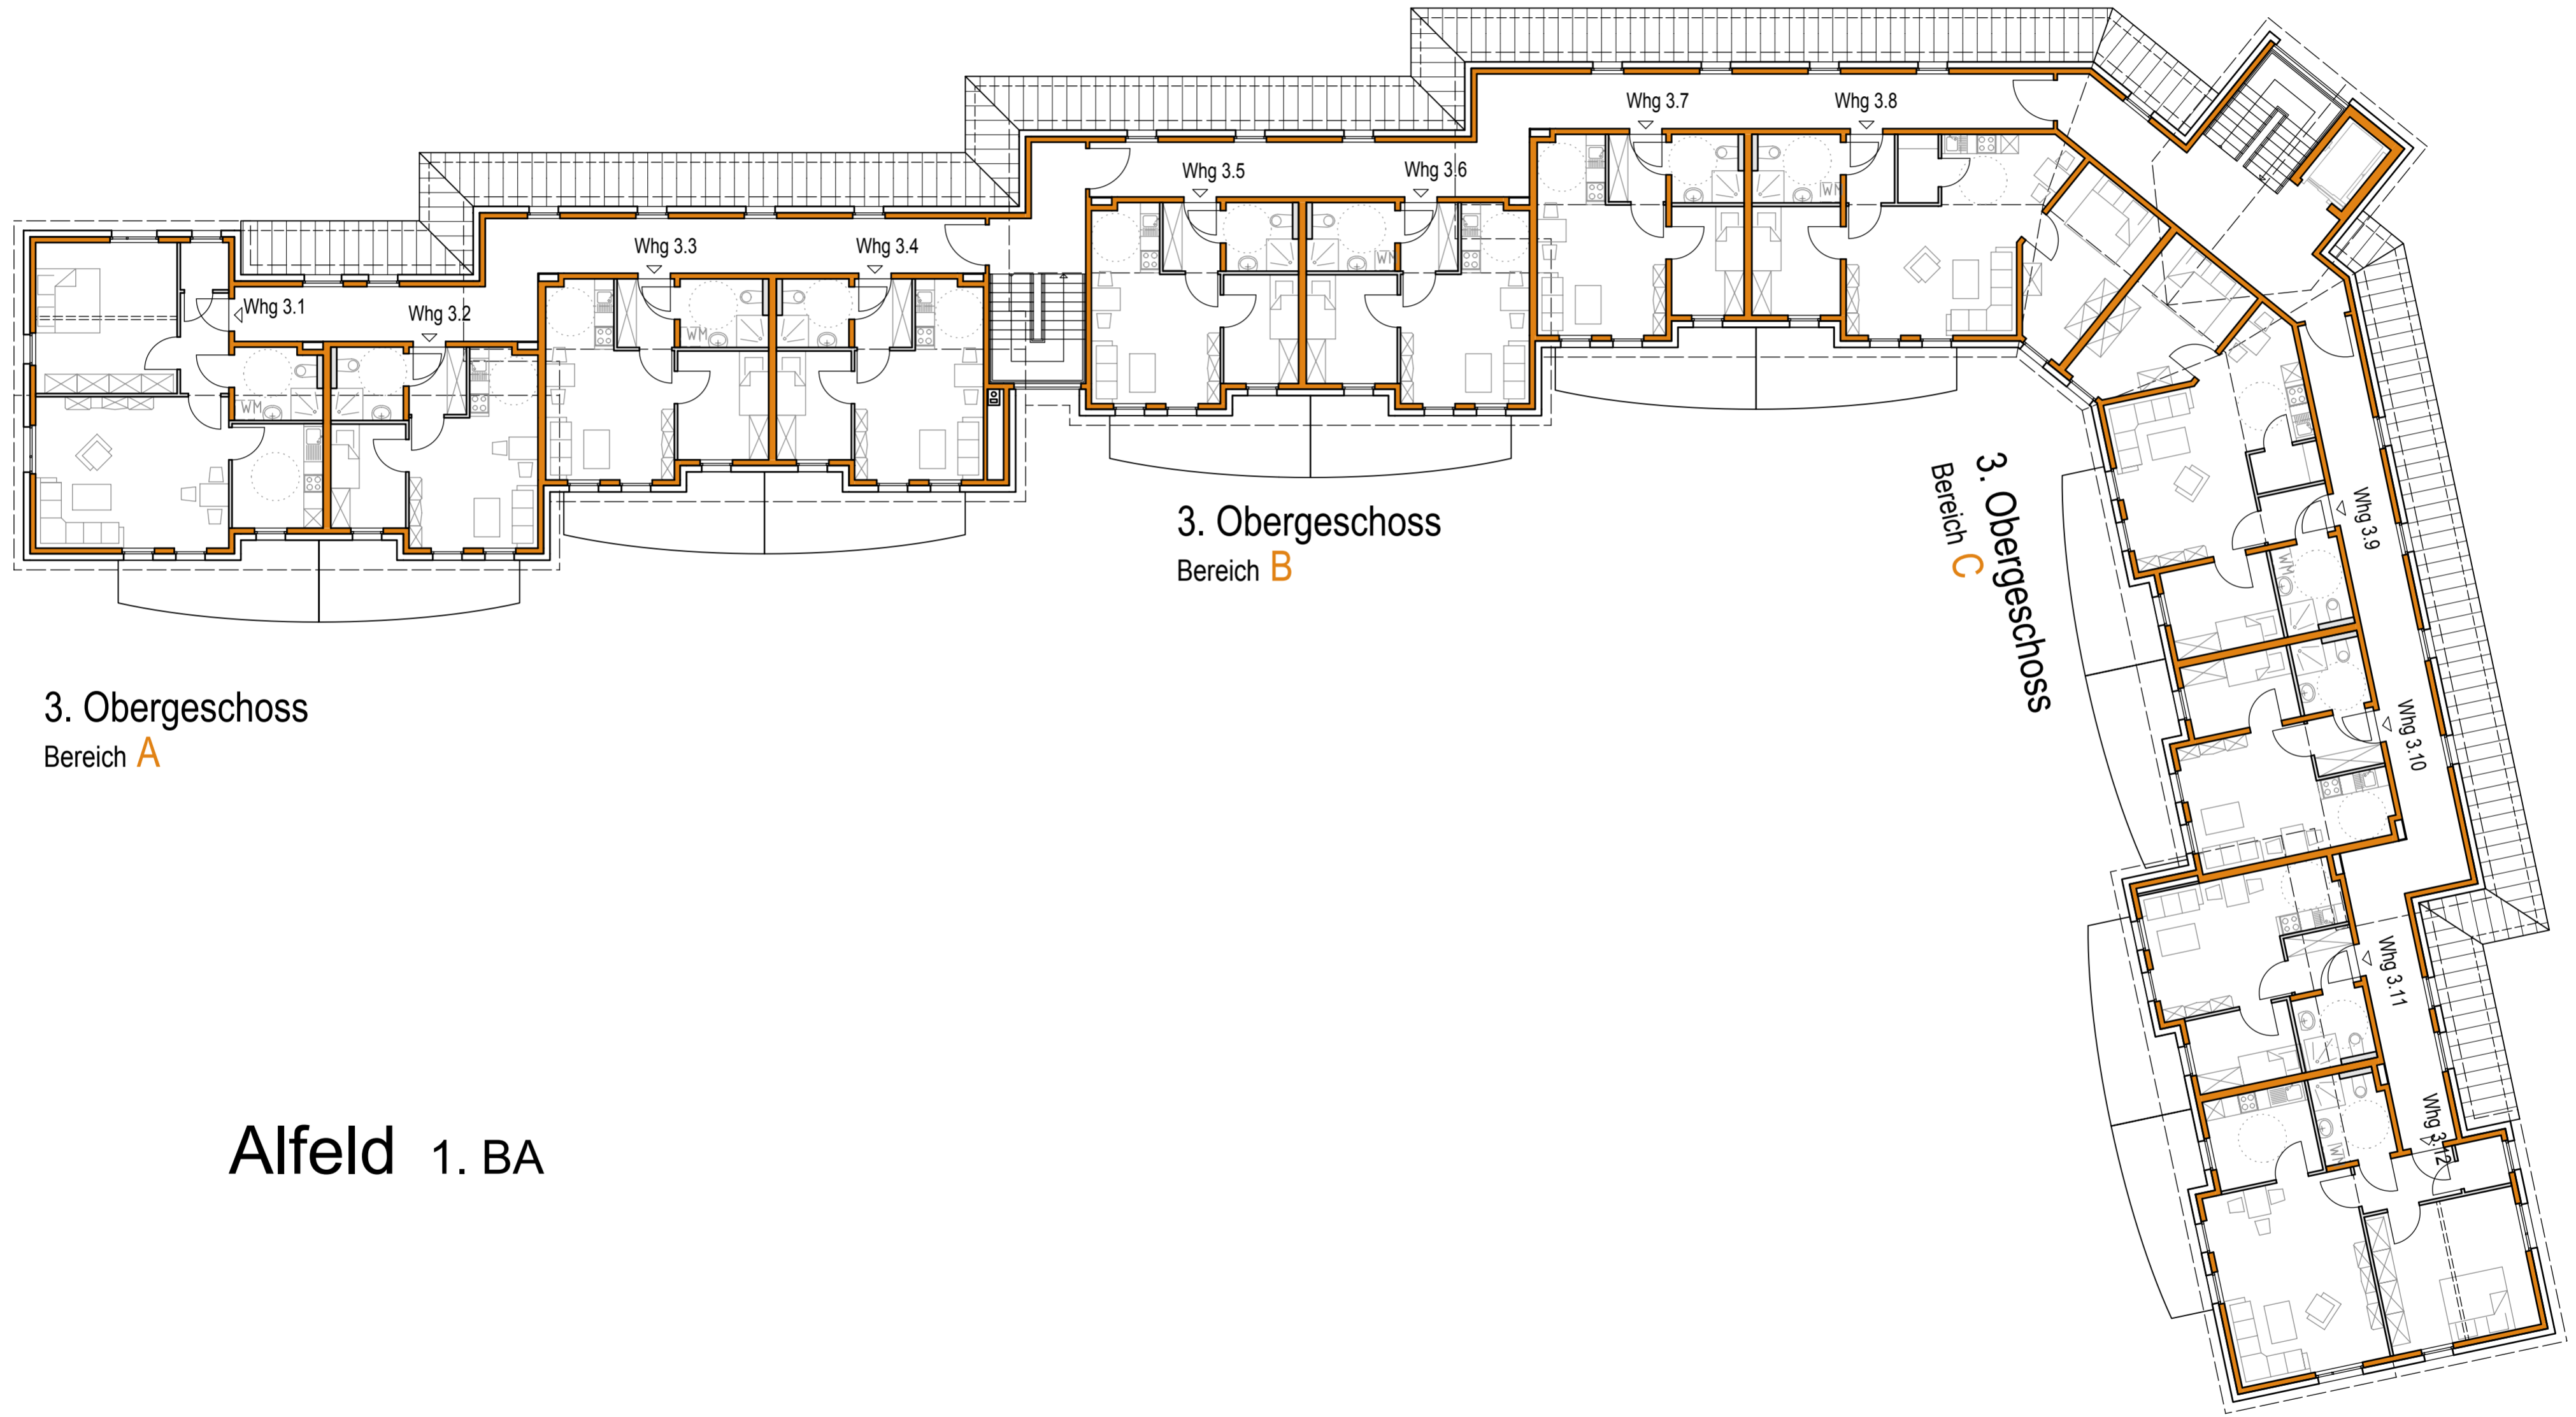 Whg 3.1
Whg 3.2
WM
Whg 3.3
WM
Whg 3.4
Whg 3.5
Whg 3.6
WM
Whg 3.7
Whg 3.8
WM
3. Obergeschoss
Bereich A
3. Obergeschoss
Bereich B
3. Obergeschoss
Bereich C
Whg 3.9
WM
Whg 3.10
Whg 3.11
Whg 3.12
WM
Alfeld 1. BA